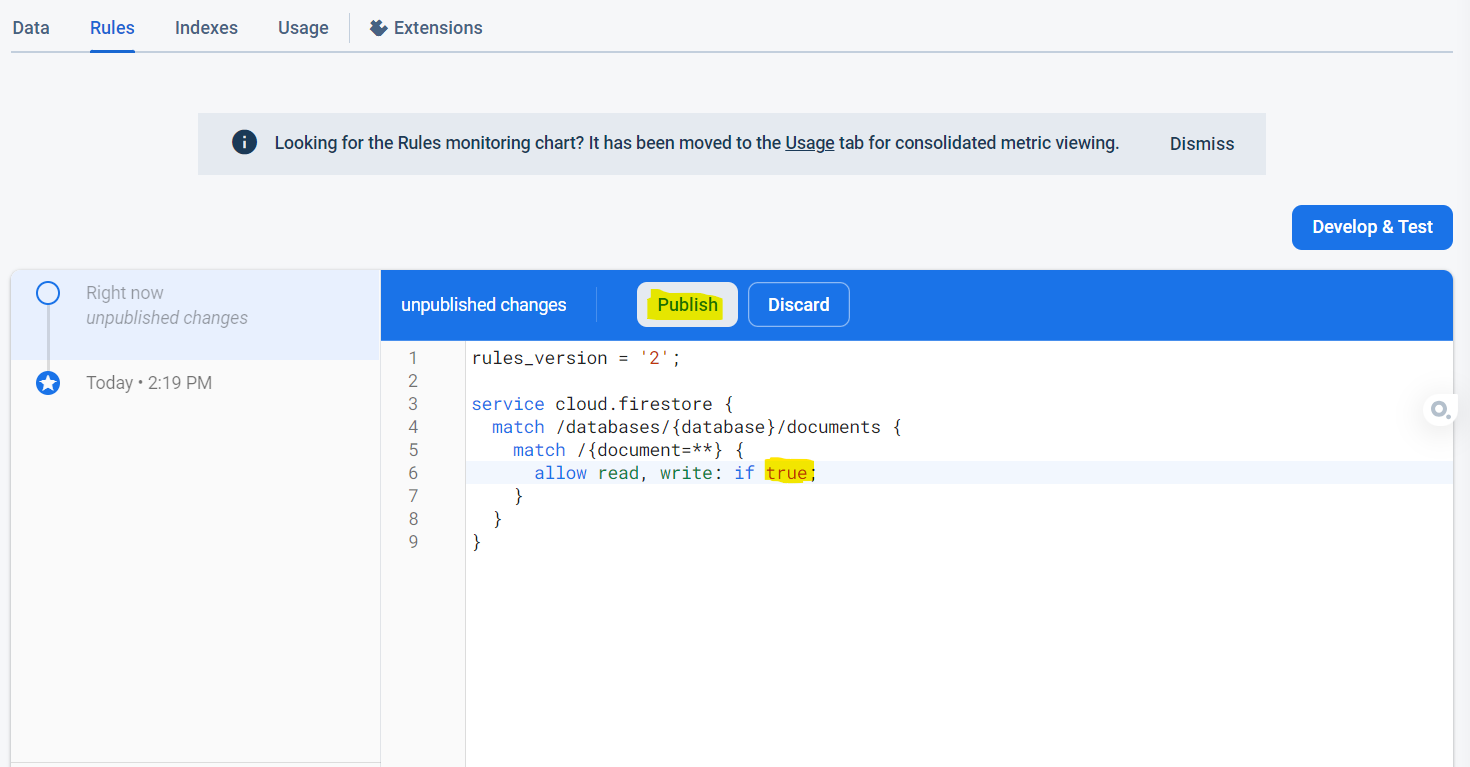 Data Rules Indexes Usage Extensions
Looking for the Rules monitoring chart? It has been moved to the Usage tab for consolidated metric viewing. Dismiss
Develop & Test
Right now
unpublished changes
Today • 2:19 PM
unpublished changes Publish Discard
1 rules_version = '2';
2
3 service cloud.firestore {
4   match /databases/{database}/documents {
5     match /{document=**} {
6       allow read, write: if true;
7     }
8   }
9 }